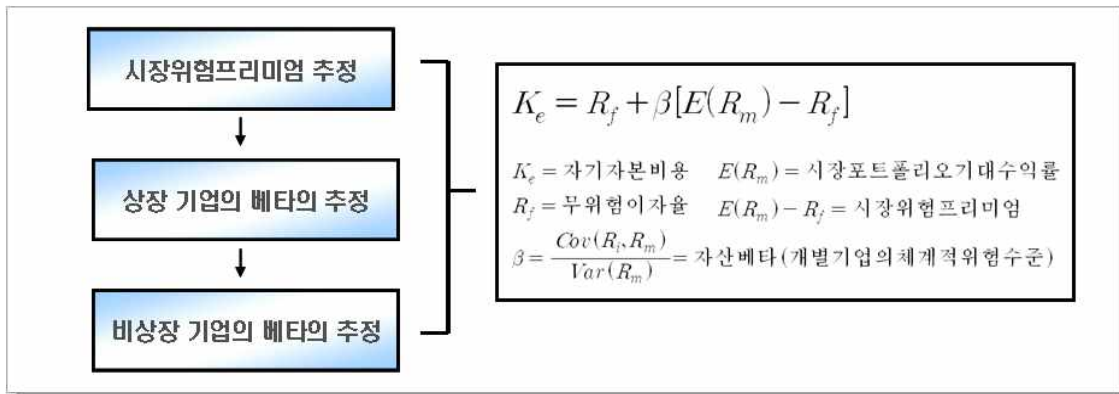 시장위험프리미엄 추정
상장 기업의 베타의 추정
비상장 기업의 베타의 추정
K_e = R_f + β[E(R_m) − R_f]
K_e = 자기자본비용 E(R_m) = 시장포트폴리오기대수익률
R_f = 무위험이자율 E(R_m) − R_f = 시장위험프리미엄
β = Cov(R_i, R_m) / Var(R_m) = 자산베타(개별기업의체계적위험수준)